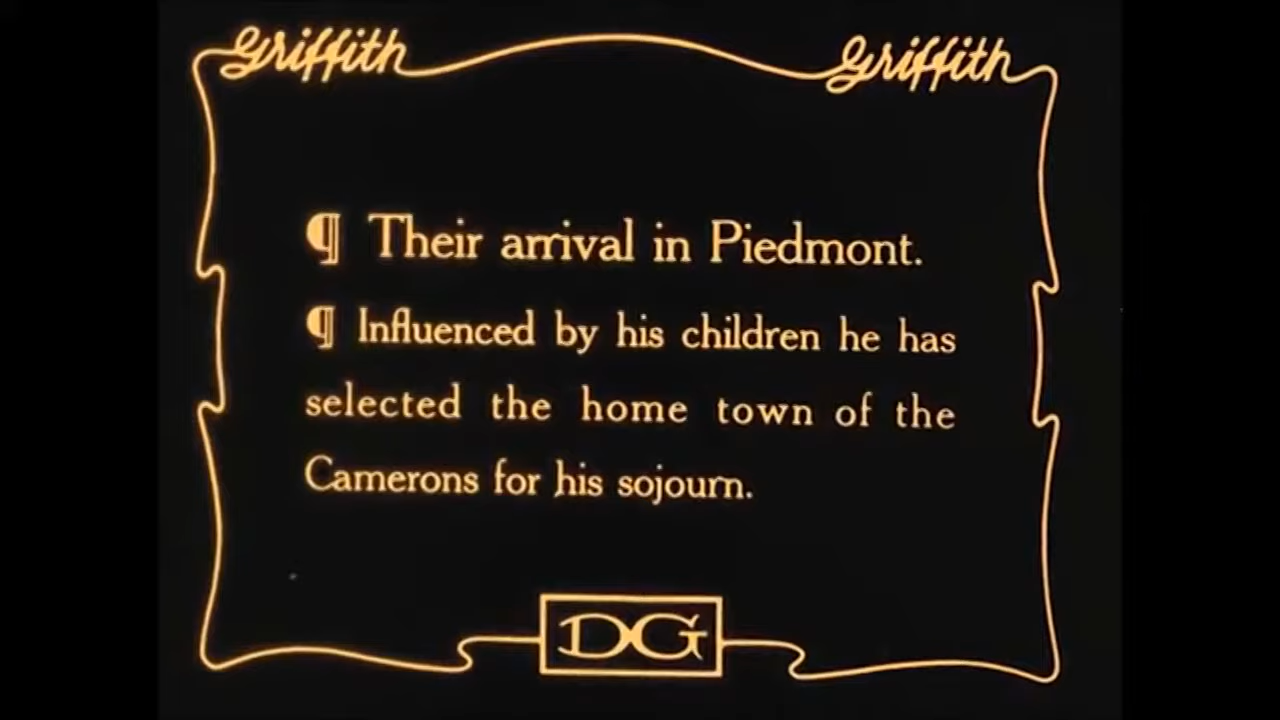 Griffith Griffith
¶ Their arrival in Piedmont.
¶ Influenced by his children he has
selected the home town of the
Camerons for his sojourn.
DG